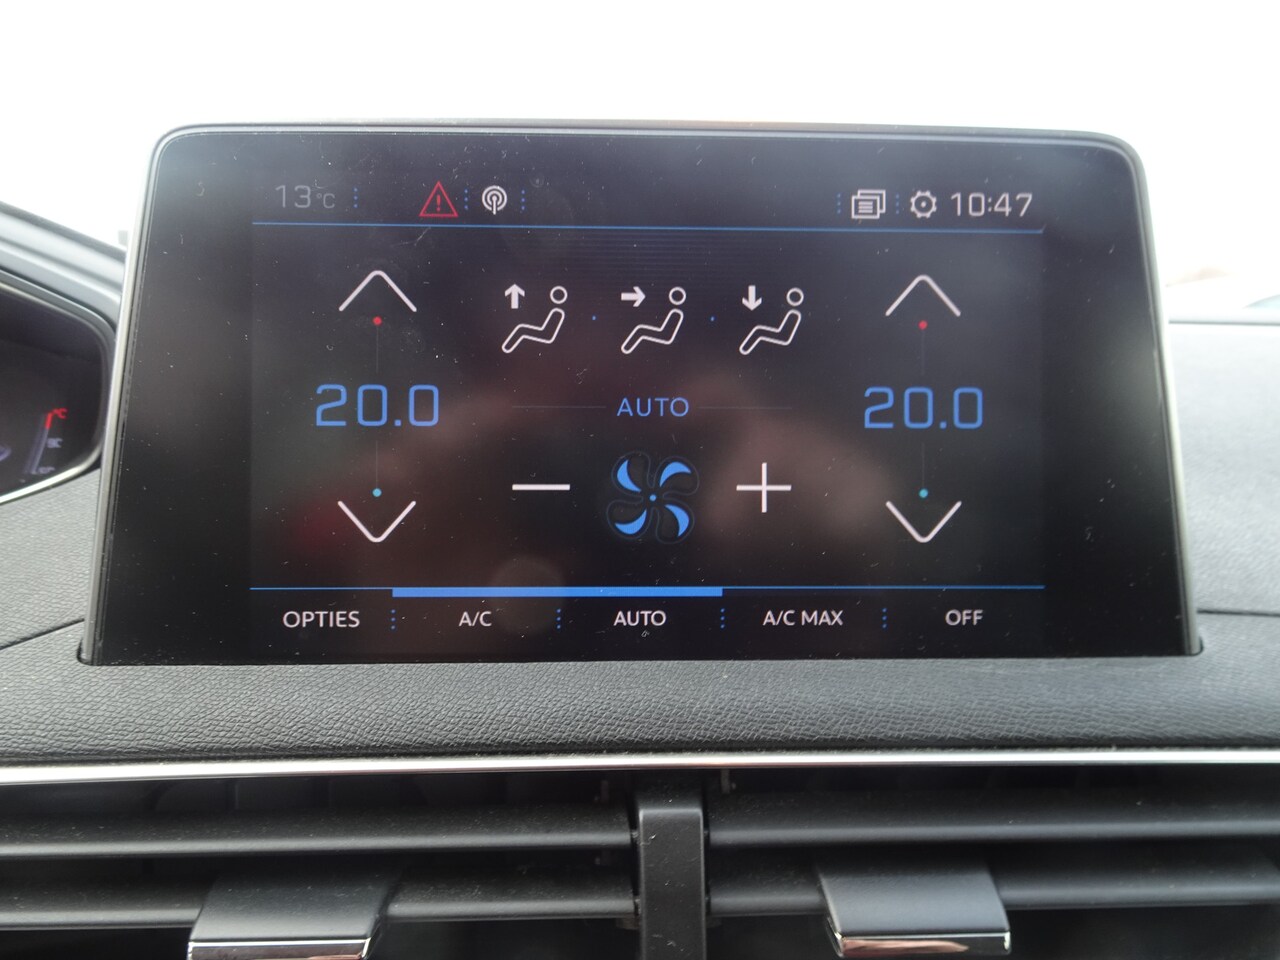 13°C 10:47
20.0 AUTO 20.0
OPTIES A/C AUTO A/C MAX OFF
°C